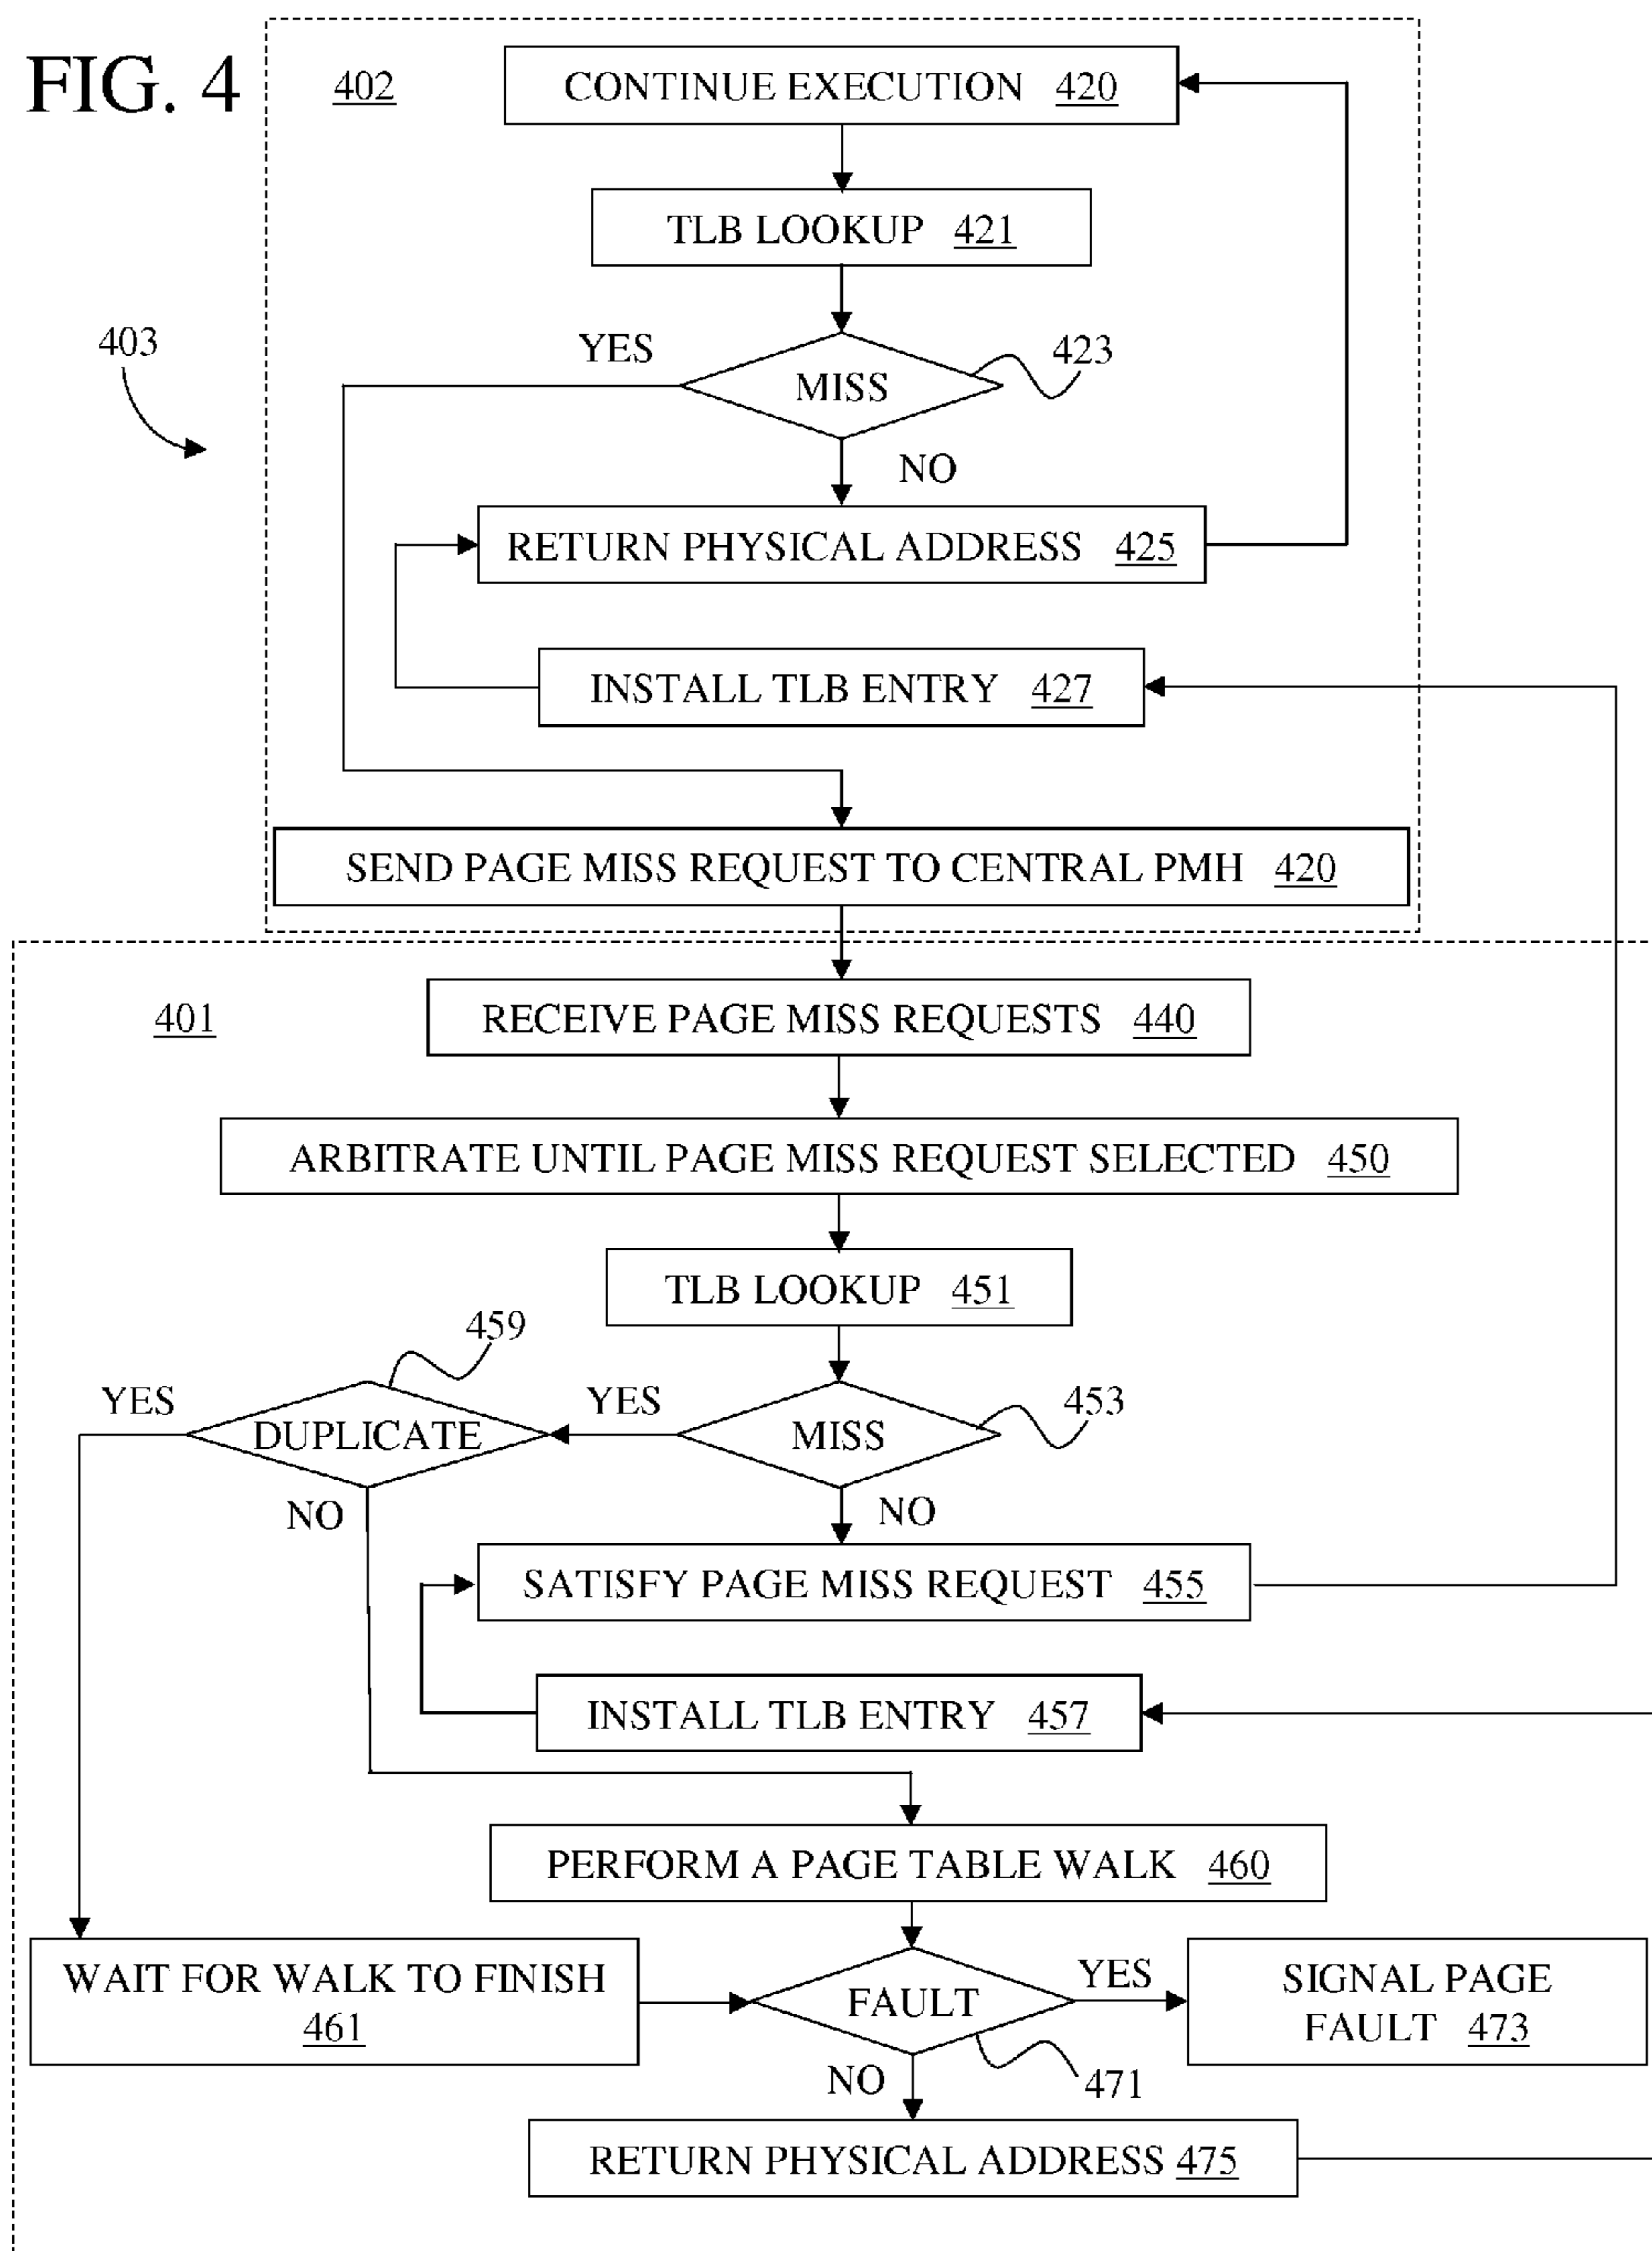 FIG. 4
402
CONTINUE EXECUTION 420
TLB LOOKUP 421
403
YES
423
MISS
NO
RETURN PHYSICAL ADDRESS 425
INSTALL TLB ENTRY 427
SEND PAGE MISS REQUEST TO CENTRAL PMH 420
401
RECEIVE PAGE MISS REQUESTS 440
ARBITRATE UNTIL PAGE MISS REQUEST SELECTED 450
TLB LOOKUP 451
459
YES
DUPLICATE
YES
MISS
453
NO
NO
SATISFY PAGE MISS REQUEST 455
INSTALL TLB ENTRY 457
PERFORM A PAGE TABLE WALK 460
WAIT FOR WALK TO FINISH
461
FAULT
YES
SIGNAL PAGE
FAULT 473
NO
471
RETURN PHYSICAL ADDRESS 475